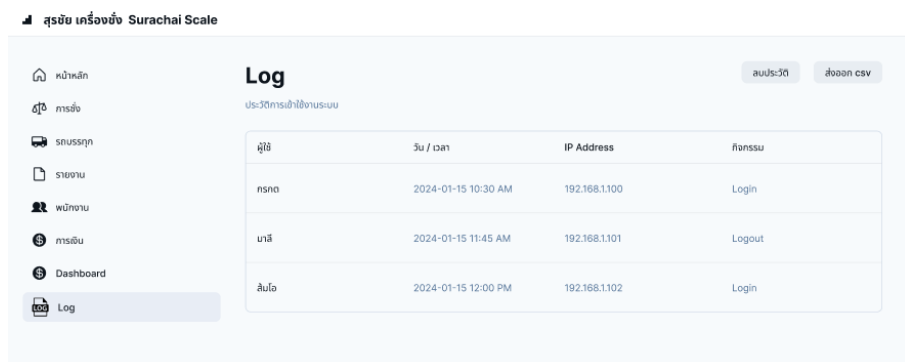 สุรชัย เครื่องชั่ง Surachai Scale
หน้าหลัก
การชั่ง
รถบรรทุก
รายงาน
พนักงาน
การเงิน
Dashboard
LOG Log
Log
ลบประวัติ ส่งออก csv
ประวัติการเข้าใช้งานระบบ
ผู้ใช้ วัน / เวลา IP Address กิจกรรม
กรกต 2024-01-15 10:30 AM 192.168.1.100 Login
มาลี 2024-01-15 11:45 AM 192.168.1.101 Logout
ส้มโอ 2024-01-15 12:00 PM 192.168.1.102 Login